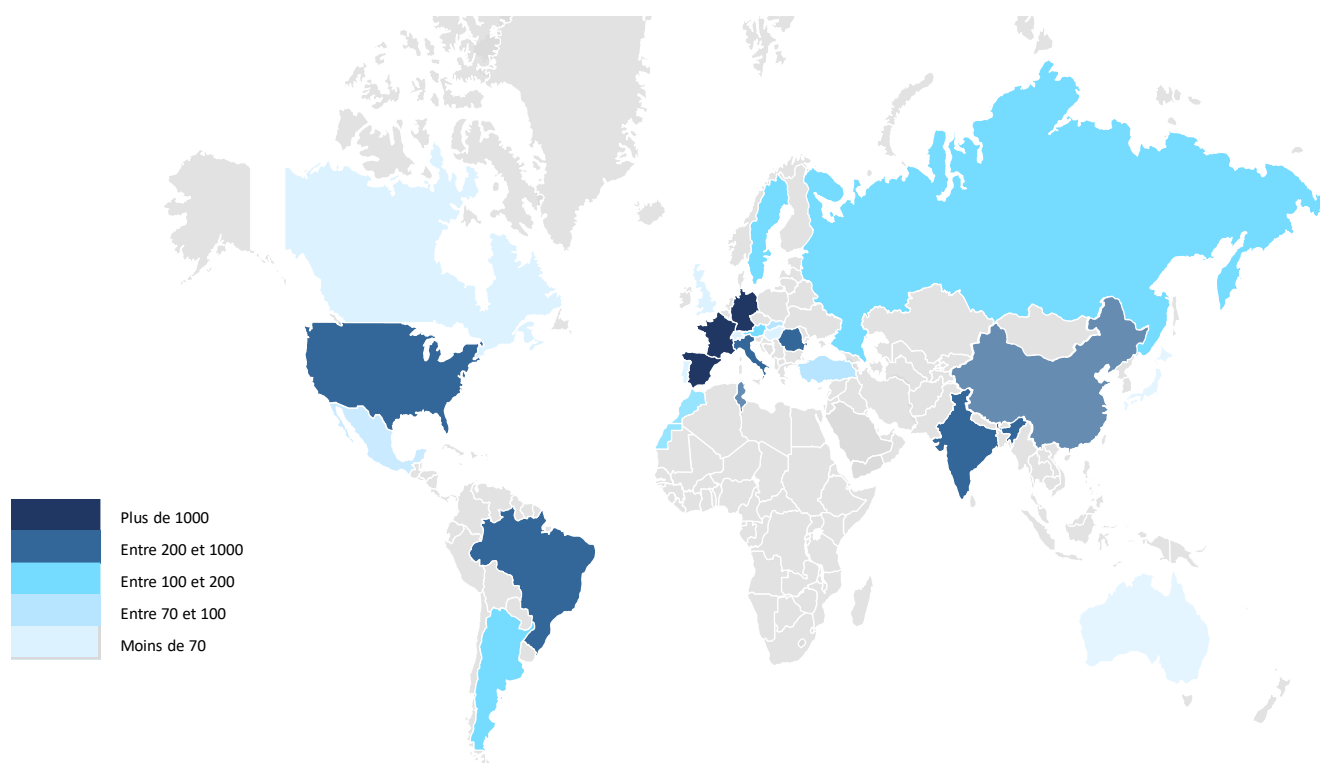 Plus de 1000
Entre 200 et 1000
Entre 100 et 200
Entre 70 et 100
Moins de 70